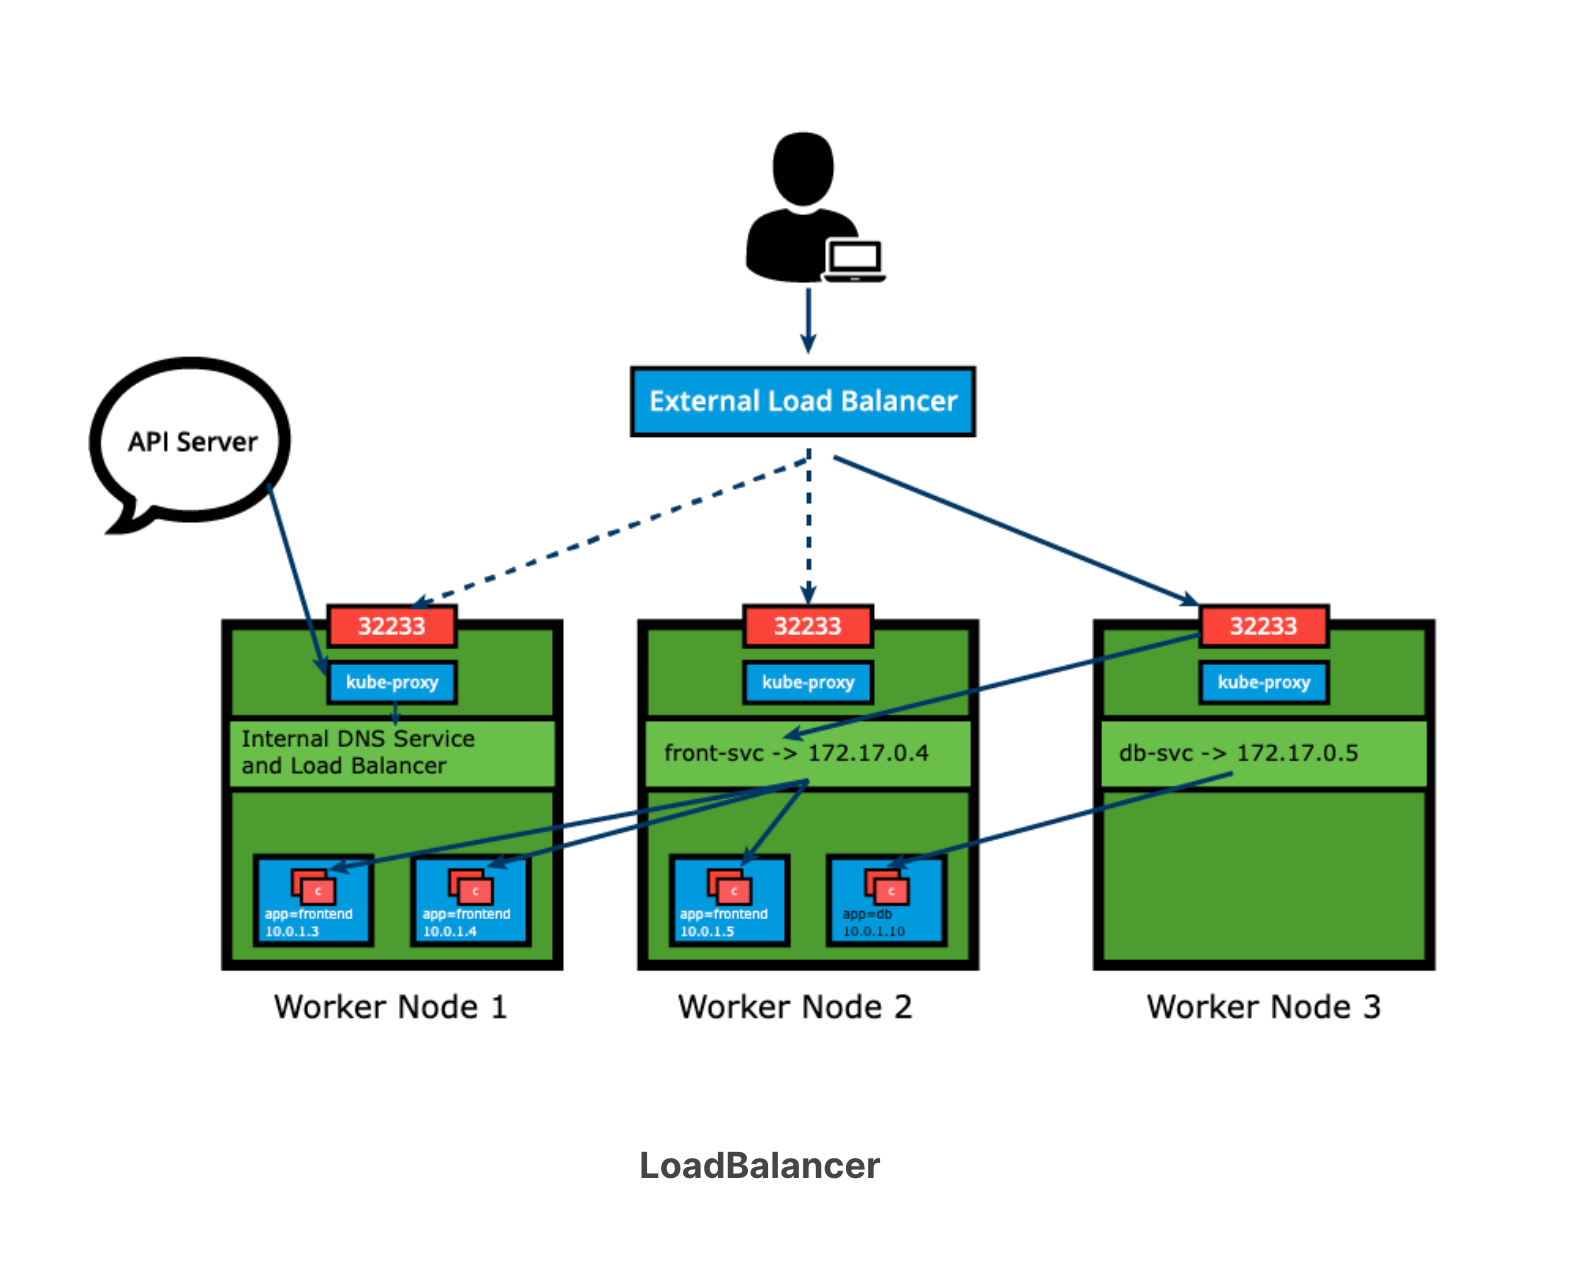 External Load Balancer
API Server
32233
32233
32233
kube-proxy
kube-proxy
kube-proxy
Internal DNS Service
and Load Balancer
front-svc -> 172.17.0.4
db-svc -> 172.17.0.5
c
app=frontend
10.0.1.3
c
app=frontend
10.0.1.4
c
app=frontend
10.0.1.5
c
app=db
10.0.1.10
Worker Node 1
Worker Node 2
Worker Node 3
LoadBalancer